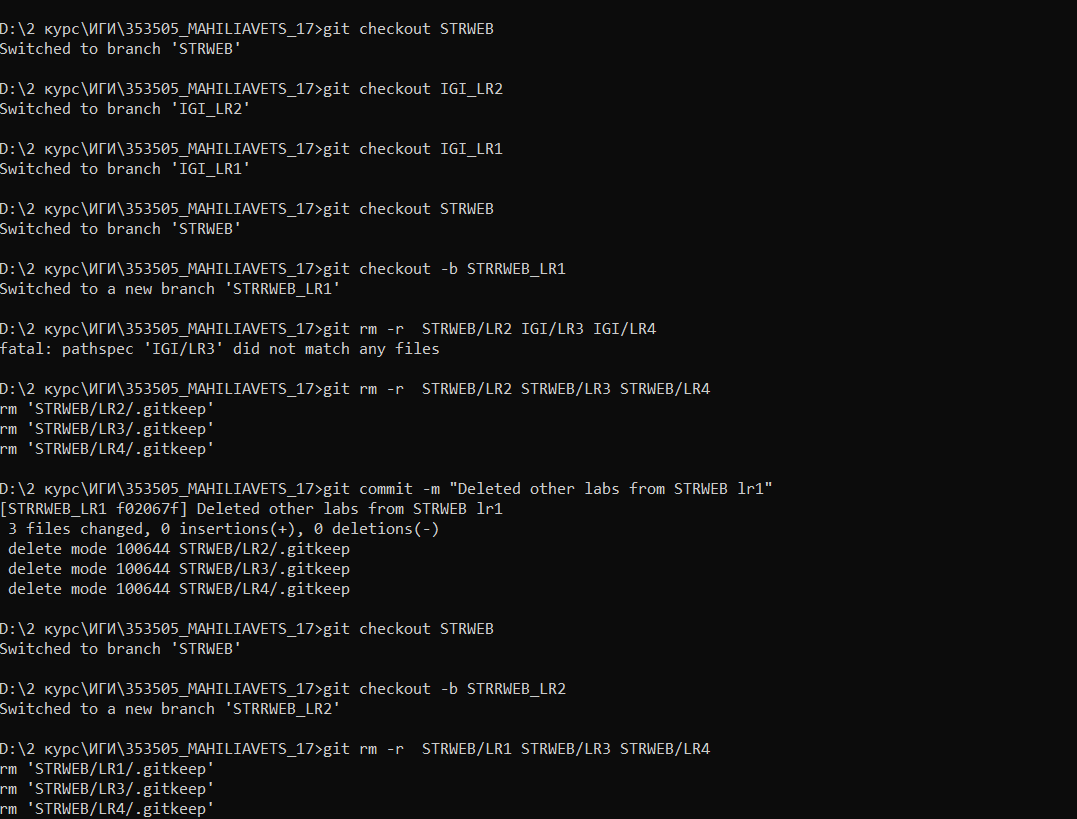 D:\2 курс\ИГИ\353505_MAHILIAVETS_17>git checkout STRWEB
Switched to branch 'STRWEB'
D:\2 курс\ИГИ\353505_MAHILIAVETS_17>git checkout IGI_LR2
Switched to branch 'IGI_LR2'
D:\2 курс\ИГИ\353505_MAHILIAVETS_17>git checkout IGI_LR1
Switched to branch 'IGI_LR1'
D:\2 курс\ИГИ\353505_MAHILIAVETS_17>git checkout STRWEB
Switched to branch 'STRWEB'
D:\2 курс\ИГИ\353505_MAHILIAVETS_17>git checkout -b STRRWEB_LR1
Switched to a new branch 'STRRWEB_LR1'
D:\2 курс\ИГИ\353505_MAHILIAVETS_17>git rm -r  STRWEB/LR2 IGI/LR3 IGI/LR4
fatal: pathspec 'IGI/LR3' did not match any files
D:\2 курс\ИГИ\353505_MAHILIAVETS_17>git rm -r  STRWEB/LR2 STRWEB/LR3 STRWEB/LR4
rm 'STRWEB/LR2/.gitkeep'
rm 'STRWEB/LR3/.gitkeep'
rm 'STRWEB/LR4/.gitkeep'
D:\2 курс\ИГИ\353505_MAHILIAVETS_17>git commit -m "Deleted other labs from STRWEB lr1"
[STRRWEB_LR1 f02067f] Deleted other labs from STRWEB lr1
 3 files changed, 0 insertions(+), 0 deletions(-)
 delete mode 100644 STRWEB/LR2/.gitkeep
 delete mode 100644 STRWEB/LR3/.gitkeep
 delete mode 100644 STRWEB/LR4/.gitkeep
D:\2 курс\ИГИ\353505_MAHILIAVETS_17>git checkout STRWEB
Switched to branch 'STRWEB'
D:\2 курс\ИГИ\353505_MAHILIAVETS_17>git checkout -b STRRWEB_LR2
Switched to a new branch 'STRRWEB_LR2'
D:\2 курс\ИГИ\353505_MAHILIAVETS_17>git rm -r  STRWEB/LR1 STRWEB/LR3 STRWEB/LR4
rm 'STRWEB/LR1/.gitkeep'
rm 'STRWEB/LR3/.gitkeep'
rm 'STRWEB/LR4/.gitkeep'